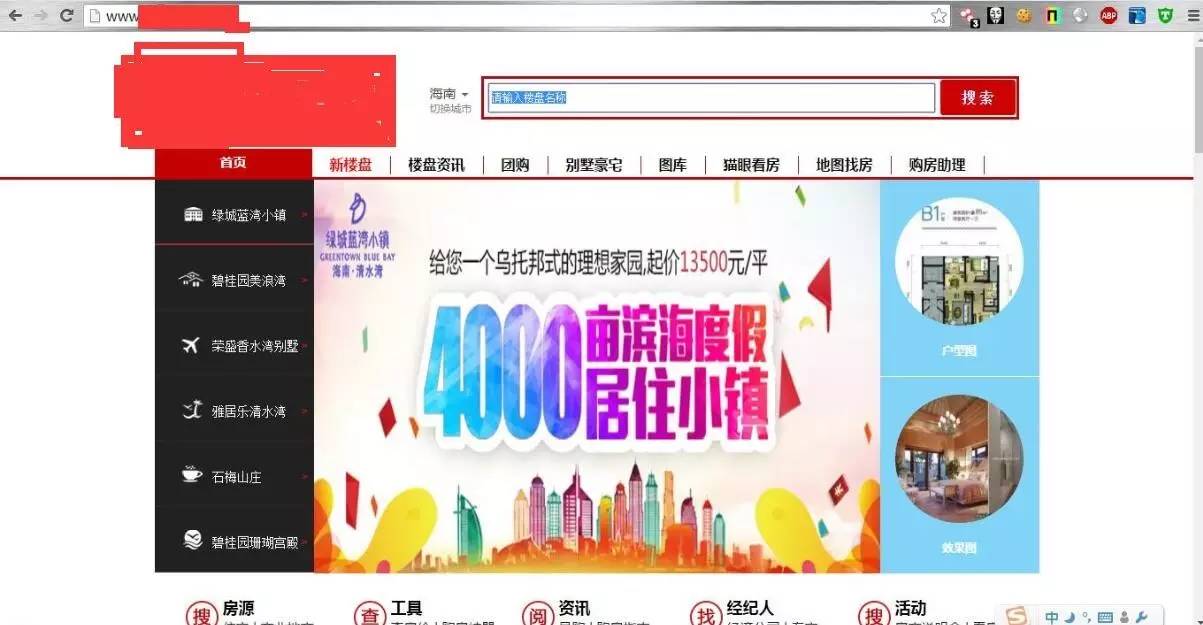 www
海南
切换城市
请输入楼盘名称
搜索
首页
新楼盘
楼盘资讯
团购
别墅豪宅
图库
猫眼看房
地图找房
购房助理
绿城蓝湾小镇
碧桂园美浪湾
荣盛香水湾别墅
雅居乐清水湾
石梅山庄
碧桂园珊瑚宫殿
绿城蓝湾小镇
GREENTOWN BLUE BAY
海南·清水湾
给您一个乌托邦式的理想家园,起价13500元/平
4000亩滨海度假
居住小镇
B1
户型图
效果图
搜 房源
查 工具
阅 资讯
找 经纪人
搜 活动
3
ABP
中